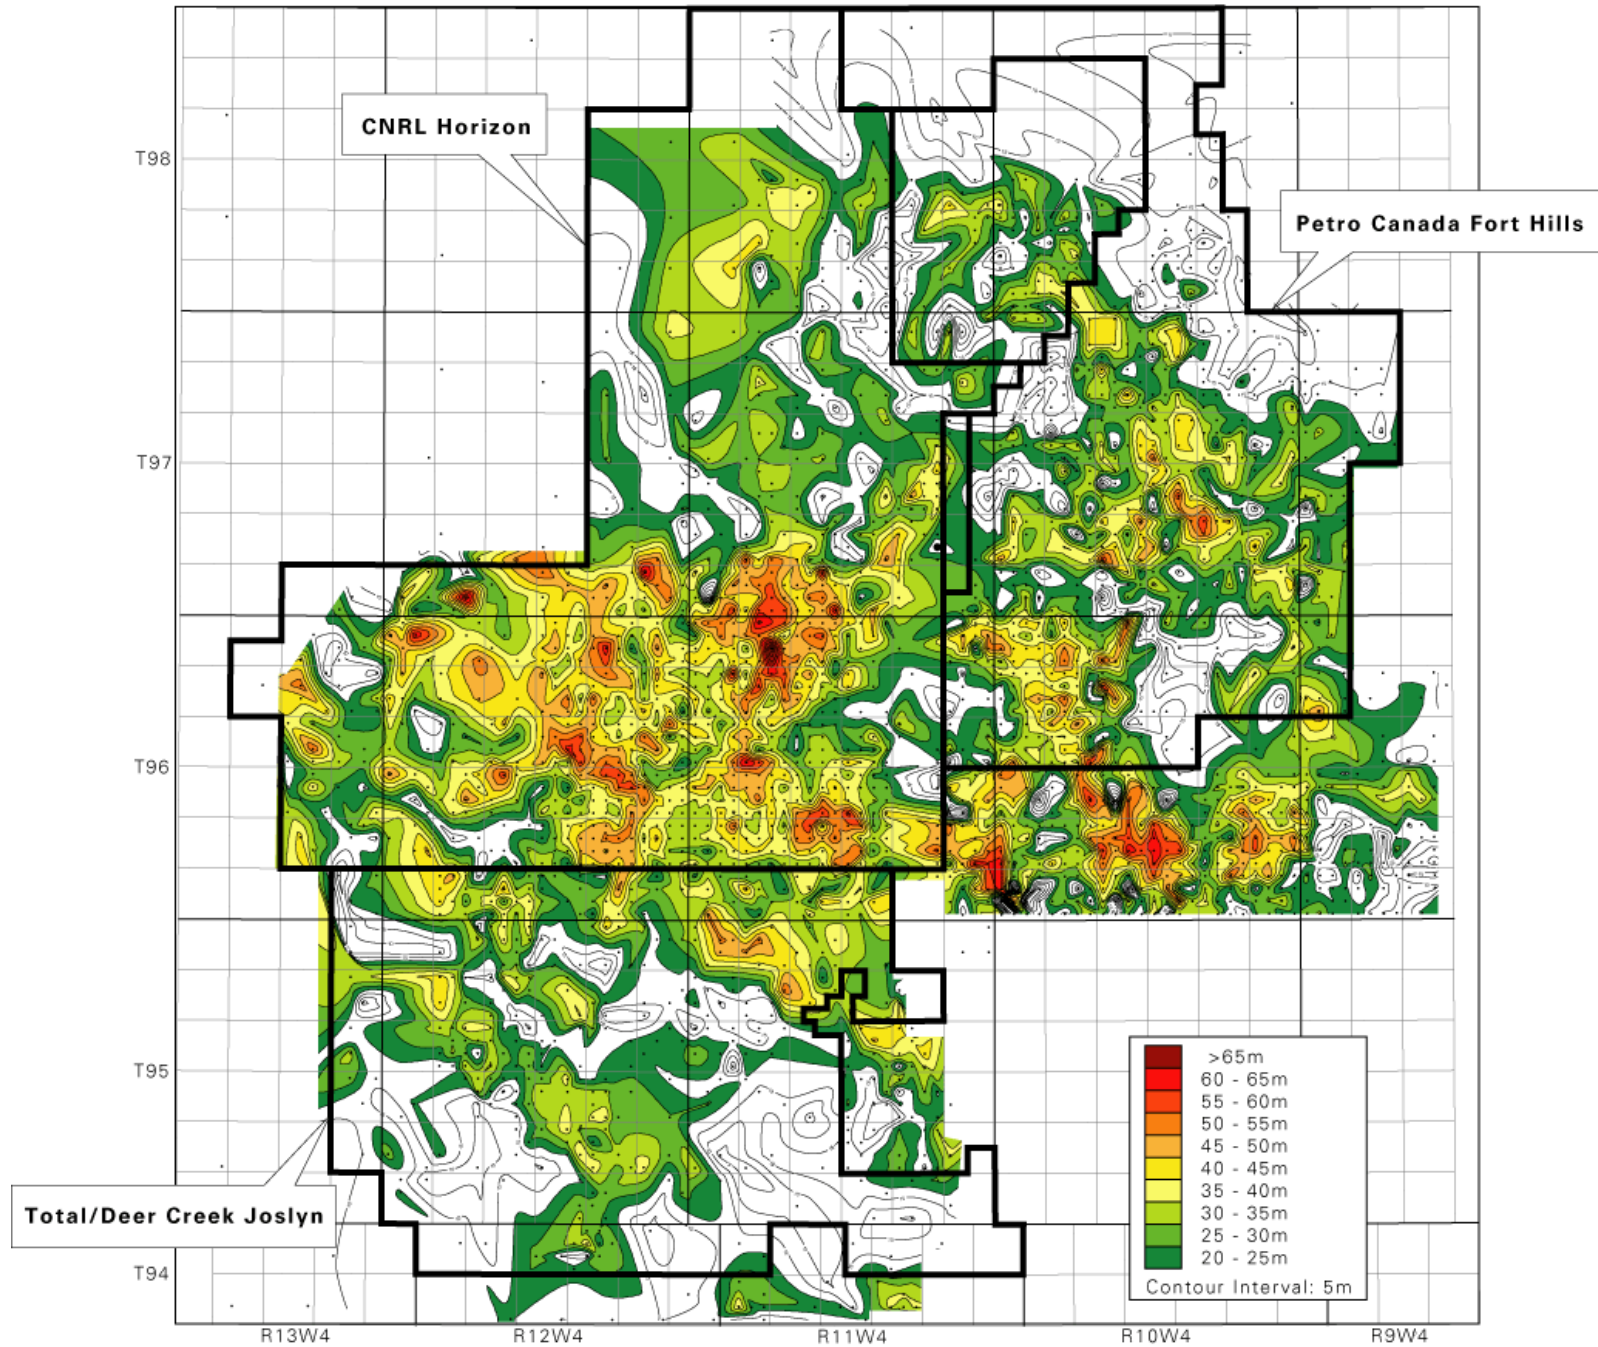 CNRL Horizon
T98
Petro Canada Fort Hills
T97
T96
T95
>65m
60 - 65m
55 - 60m
50 - 55m
45 - 50m
40 - 45m
35 - 40m
30 - 35m
25 - 30m
20 - 25m
Contour Interval: 5m
Total/Deer Creek Joslyn
T94
R13W4
R12W4
R11W4
R10W4
R9W4